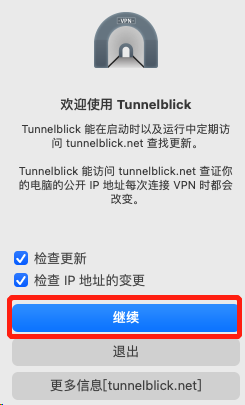 VPN
欢迎使用 Tunnelblick
Tunnelblick 能在启动时以及运行中定期访
问 tunnelblick.net 查找更新。
Tunnelblick 能访问 tunnelblick.net 查证你
的电脑的公开 IP 地址每次连接 VPN 时都会
改变。
检查更新
检查 IP 地址的变更
继续
退出
更多信息[tunnelblick.net]